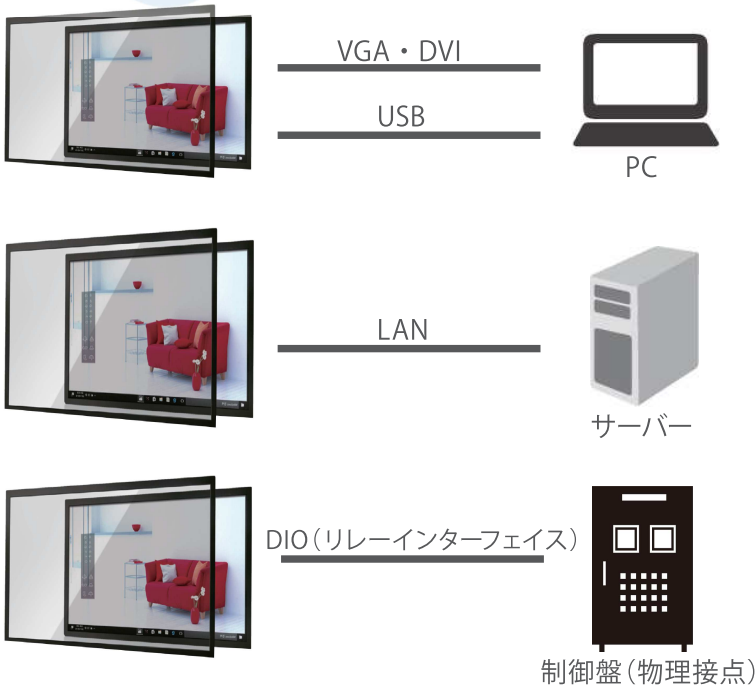 VGA・DVI
USB
PC
LAN
サーバー
DIO(リレーインターフェイス)
制御盤(物理接点)